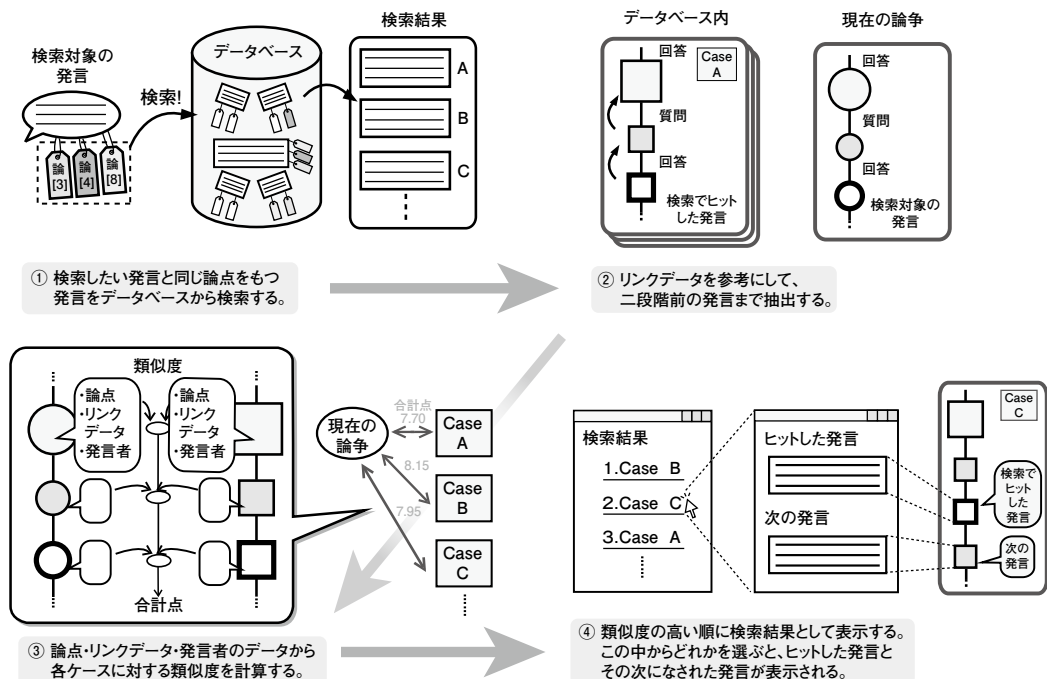 検索対象の
発言
論
[3]
論
[4]
論
[8]
検索!
データベース
検索結果
A
B
C
① 検索したい発言と同じ論点をもつ
発言をデータベースから検索する。
データベース内
回答
Case
A
質問
回答
検索でヒット
した発言
現在の論争
回答
質問
回答
検索対象の
発言
② リンクデータを参考にして、
二段階前の発言まで抽出する。
類似度
・論点
・リンク
データ
・発言者
・論点
・リンク
データ
・発言者
合計点
現在の
論争
合計点
7.70
8.15
7.95
Case
A
Case
B
Case
C
③ 論点・リンクデータ・発言者のデータから
各ケースに対する類似度を計算する。
検索結果
1.Case B
2.Case C
3.Case A
ヒットした発言
次の発言
Case
C
検索で
ヒット
した
発言
次の
発言
④ 類似度の高い順に検索結果として表示する。
この中からどれかを選ぶと、ヒットした発言と
その次になされた発言が表示される。